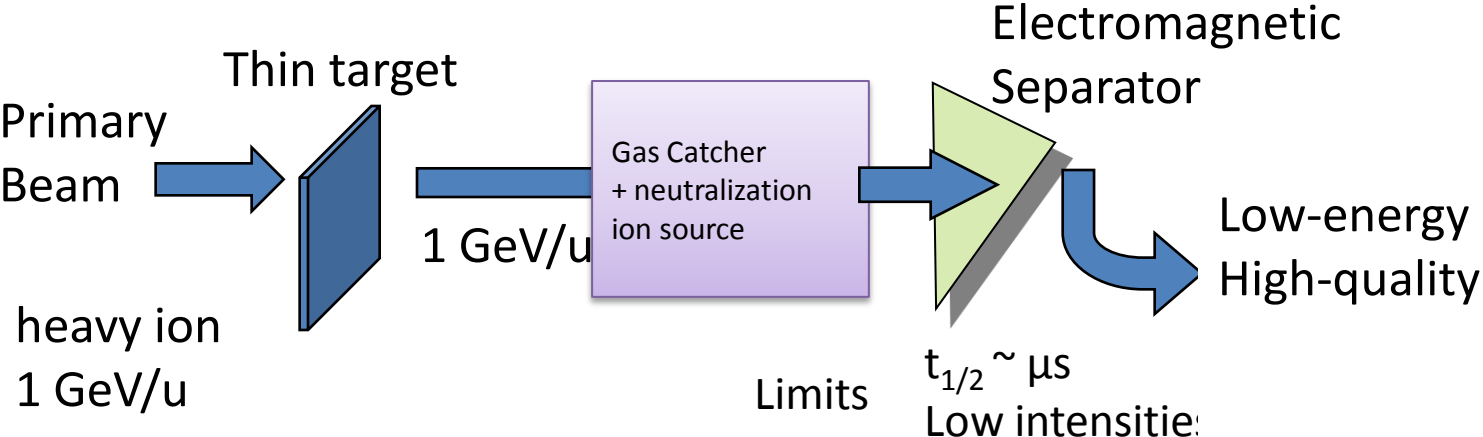 Electromagnetic
Separator
Thin target
Primary
Beam
Gas Catcher
+ neutralization
ion source
1 GeV/u
Low-energy
High-quality
heavy ion
1 GeV/u
Limits
t1/2 ~ µs
Low intensities